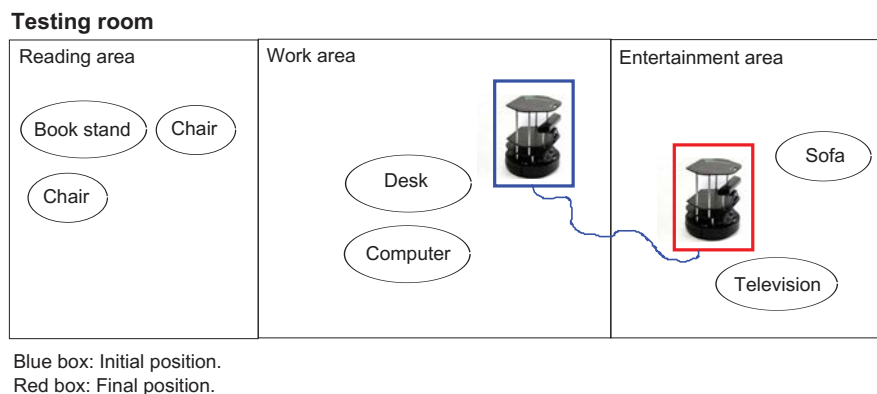 Testing room
Reading area
Work area
Entertainment area
Book stand
Chair
Sofa
Desk
Chair
Computer
Television
Blue box: Initial position.
Red box: Final position.